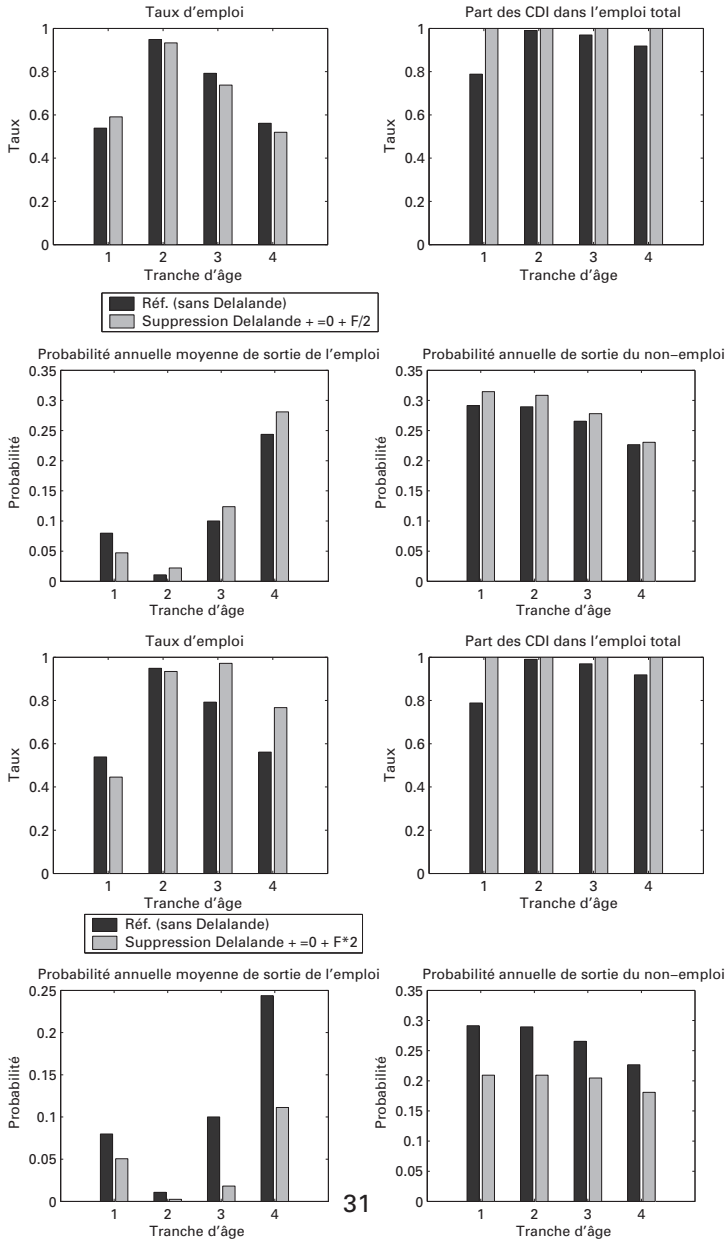 Taux d'emploi
Part des CDI dans l'emploi total
1
0.8
0.6
0.4
0.2
0
Taux
1 2 3 4
Tranche d'âge
1
0.8
0.6
0.4
0.2
0
Taux
1 2 3 4
Tranche d'âge
Réf. (sans Delalande)
Suppression Delalande + =0 + F/2
Probabilité annuelle moyenne de sortie de l'emploi
Probabilité annuelle de sortie du non−emploi
0.35
0.3
0.25
0.2
0.15
0.1
0.05
0
Probabilité
1 2 3 4
Tranche d'âge
0.35
0.3
0.25
0.2
0.15
0.1
0.05
0
Probabilité
1 2 3 4
Tranche d'âge
Taux d'emploi
Part des CDI dans l'emploi total
1
0.8
0.6
0.4
0.2
0
Taux
1 2 3 4
Tranche d'âge
1
0.8
0.6
0.4
0.2
0
Taux
1 2 3 4
Tranche d'âge
Réf. (sans Delalande)
Suppression Delalande + =0 + F*2
Probabilité annuelle moyenne de sortie de l'emploi
Probabilité annuelle de sortie du non−emploi
0.25
0.2
0.15
0.1
0.05
0
Probabilité
1 2 3 4
Tranche d'âge
0.35
0.3
0.25
0.2
0.15
0.1
0.05
0
Probabilité
1 2 3 4
Tranche d'âge
31